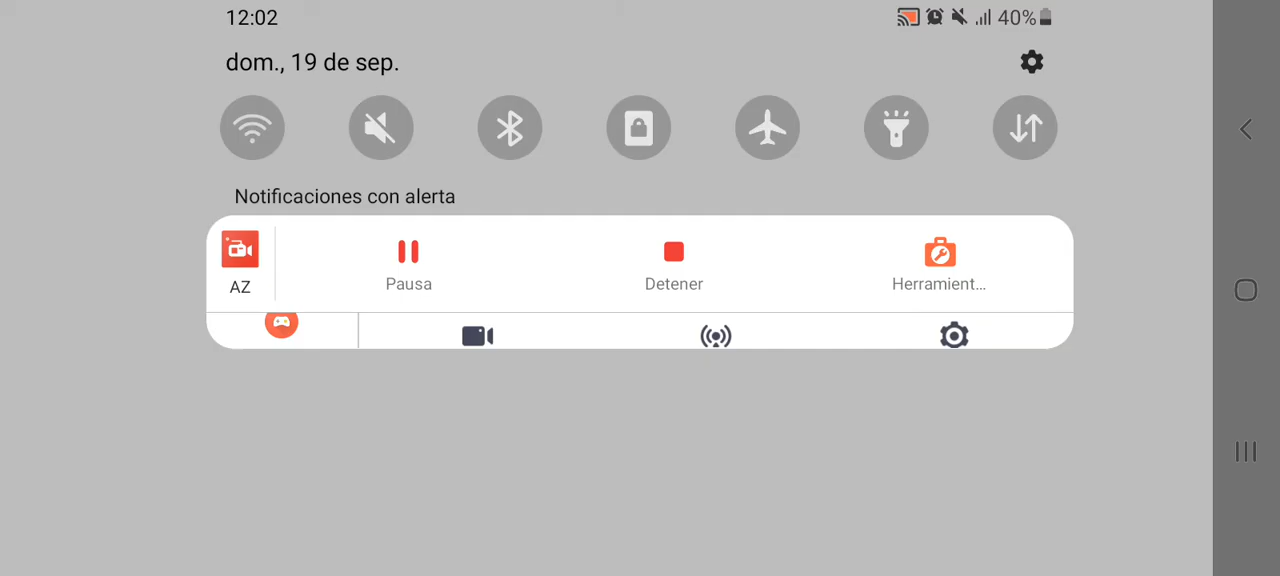 12:02
40%
dom., 19 de sep.
Notificaciones con alerta
AZ
Pausa
Detener
Herramient...